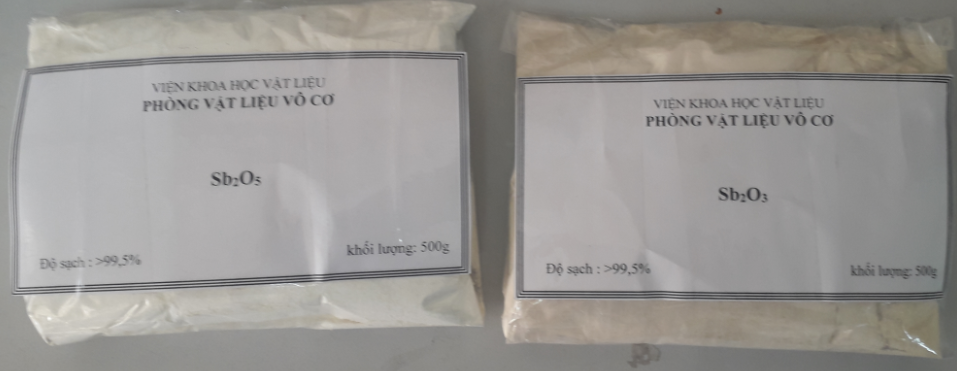 VIỆN KHOA HỌC VẬT LIỆU
PHÒNG VẬT LIỆU VÔ CƠ
Sb₂O₅
Độ sạch : >99,5%
khối lượng: 500g
VIỆN KHOA HỌC VẬT LIỆU
PHÒNG VẬT LIỆU VÔ CƠ
Sb₂O₃
Độ sạch : >99,5%
khối lượng: 500g